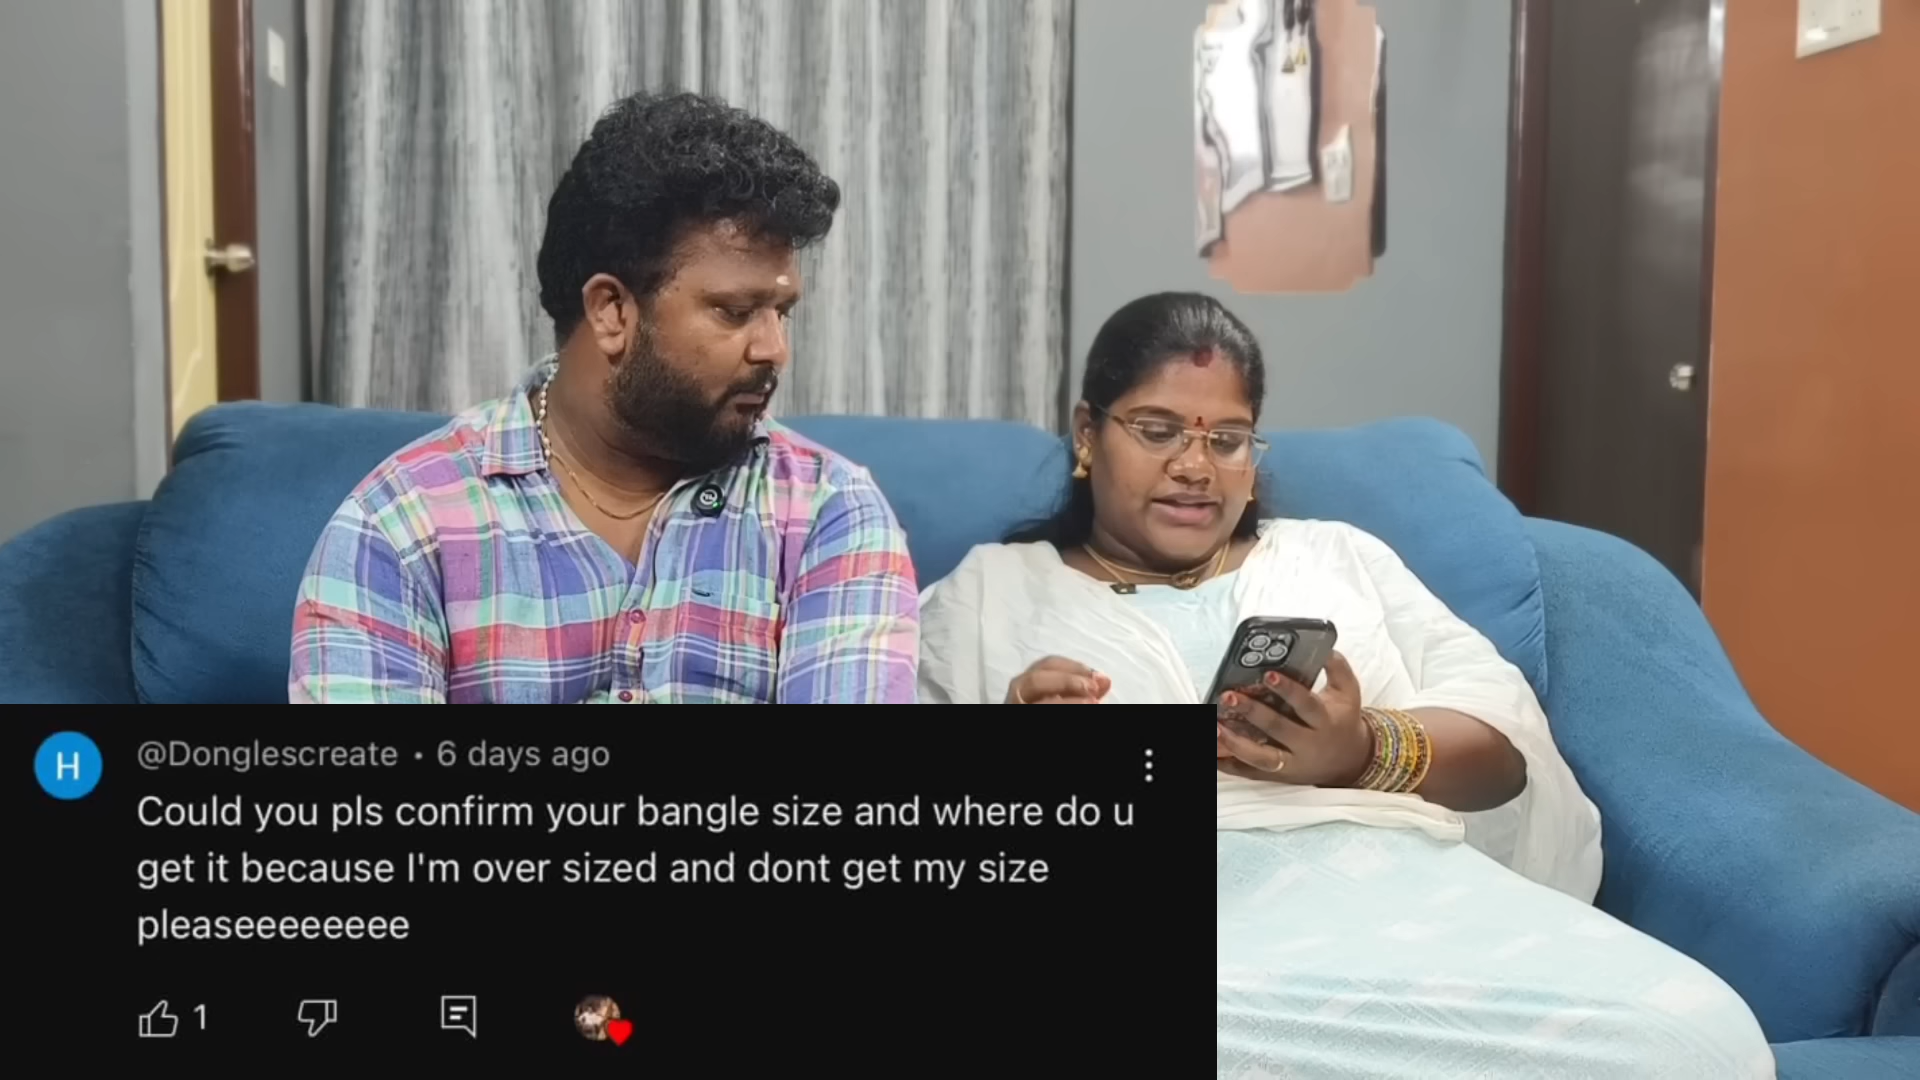 H
@Donglescreate • 6 days ago
Could you pls confirm your bangle size and where do u
get it because I'm over sized and dont get my size
pleaseeeeeeee
1